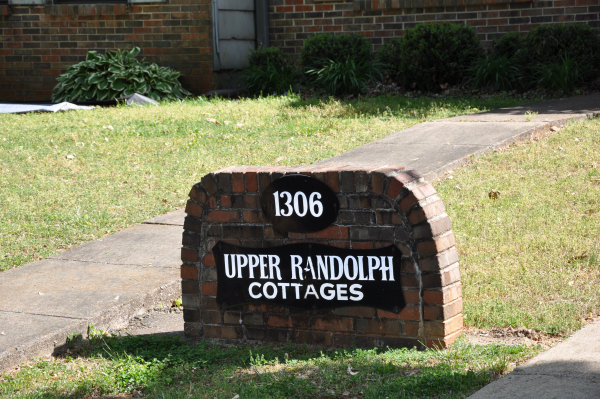 1306
UPPER RANDOLPH
COTTAGES